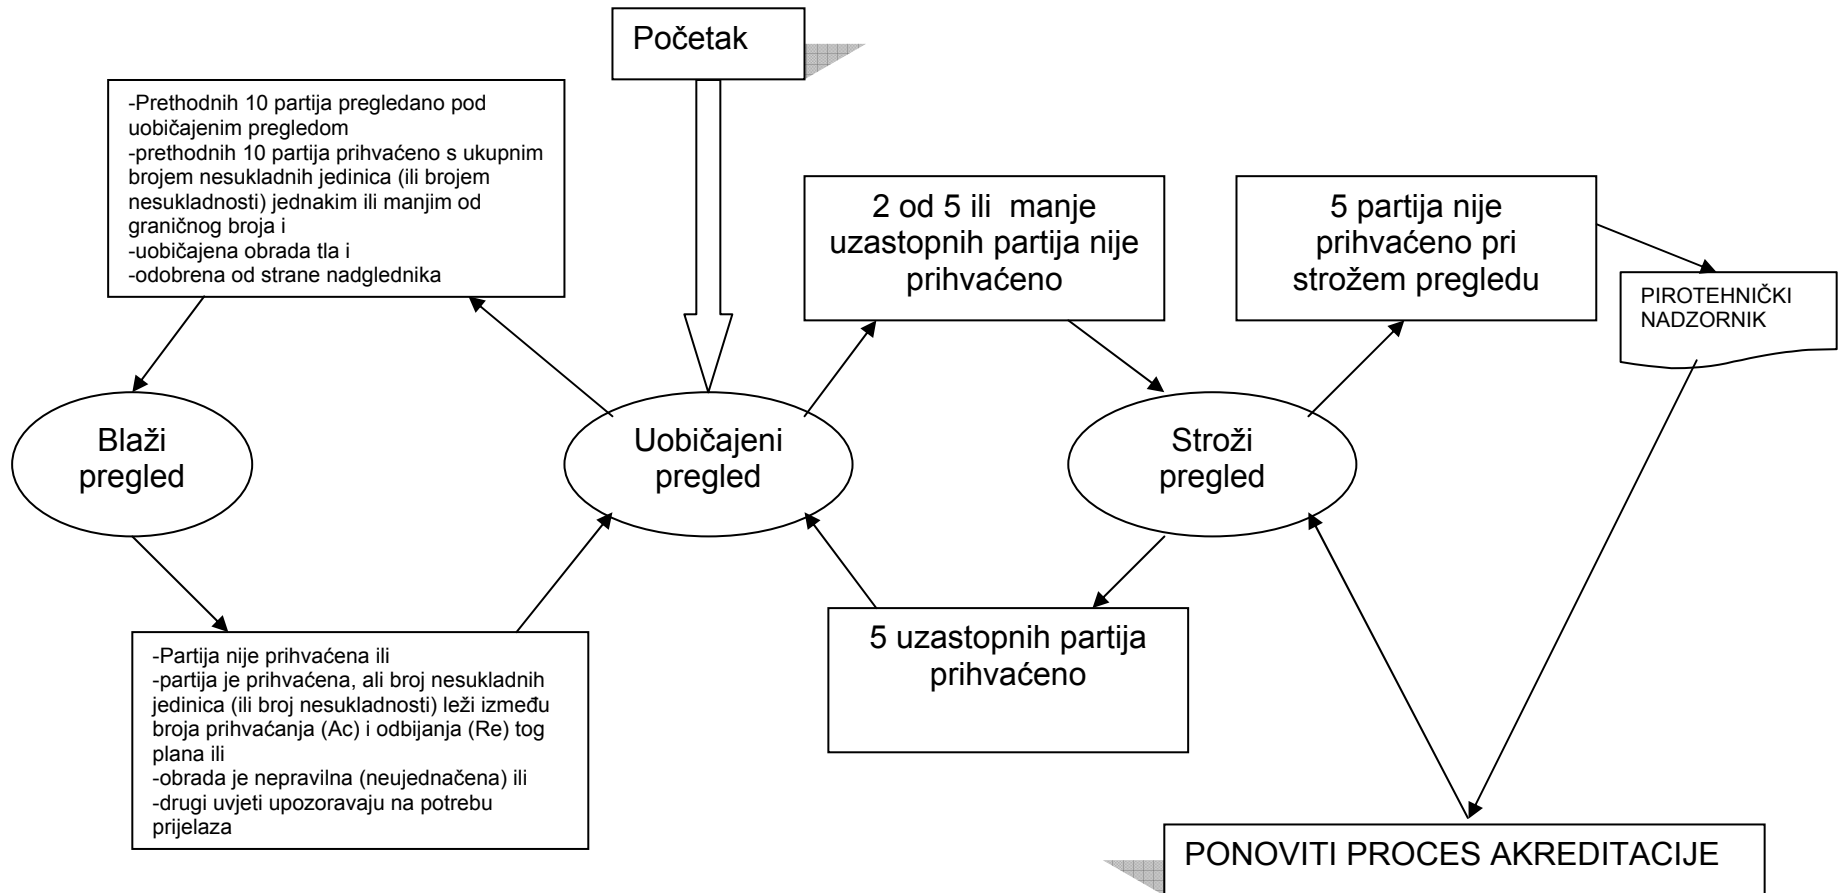 Početak
-Prethodnih 10 partija pregledano pod
uobičajenim pregledom
-prethodnih 10 partija prihvaćeno s ukupnim
brojem nesukladnih jedinica (ili brojem
nesukladnosti) jednakim ili manjim od
graničnog broja i
-uobičajena obrada tla i
-odobrena od strane nadglednika
2 od 5 ili manje
uzastopnih partija nije
prihvaćeno
5 partija nije
prihvaćeno pri
strožem pregledu
PIROTEHNIČKI
NADZORNIK
Blaži
pregled
Uobičajeni
pregled
Stroži
pregled
-Partija nije prihvaćena ili
-partija je prihvaćena, ali broj nesukladnih
jedinica (ili broj nesukladnosti) leži između
broja prihvaćanja (Ac) i odbijanja (Re) tog
plana ili
-obrada je nepravilna (neujednačena) ili
-drugi uvjeti upozoravaju na potrebu
prijelaza
5 uzastopnih partija
prihvaćeno
PONOVITI PROCES AKREDITACIJE